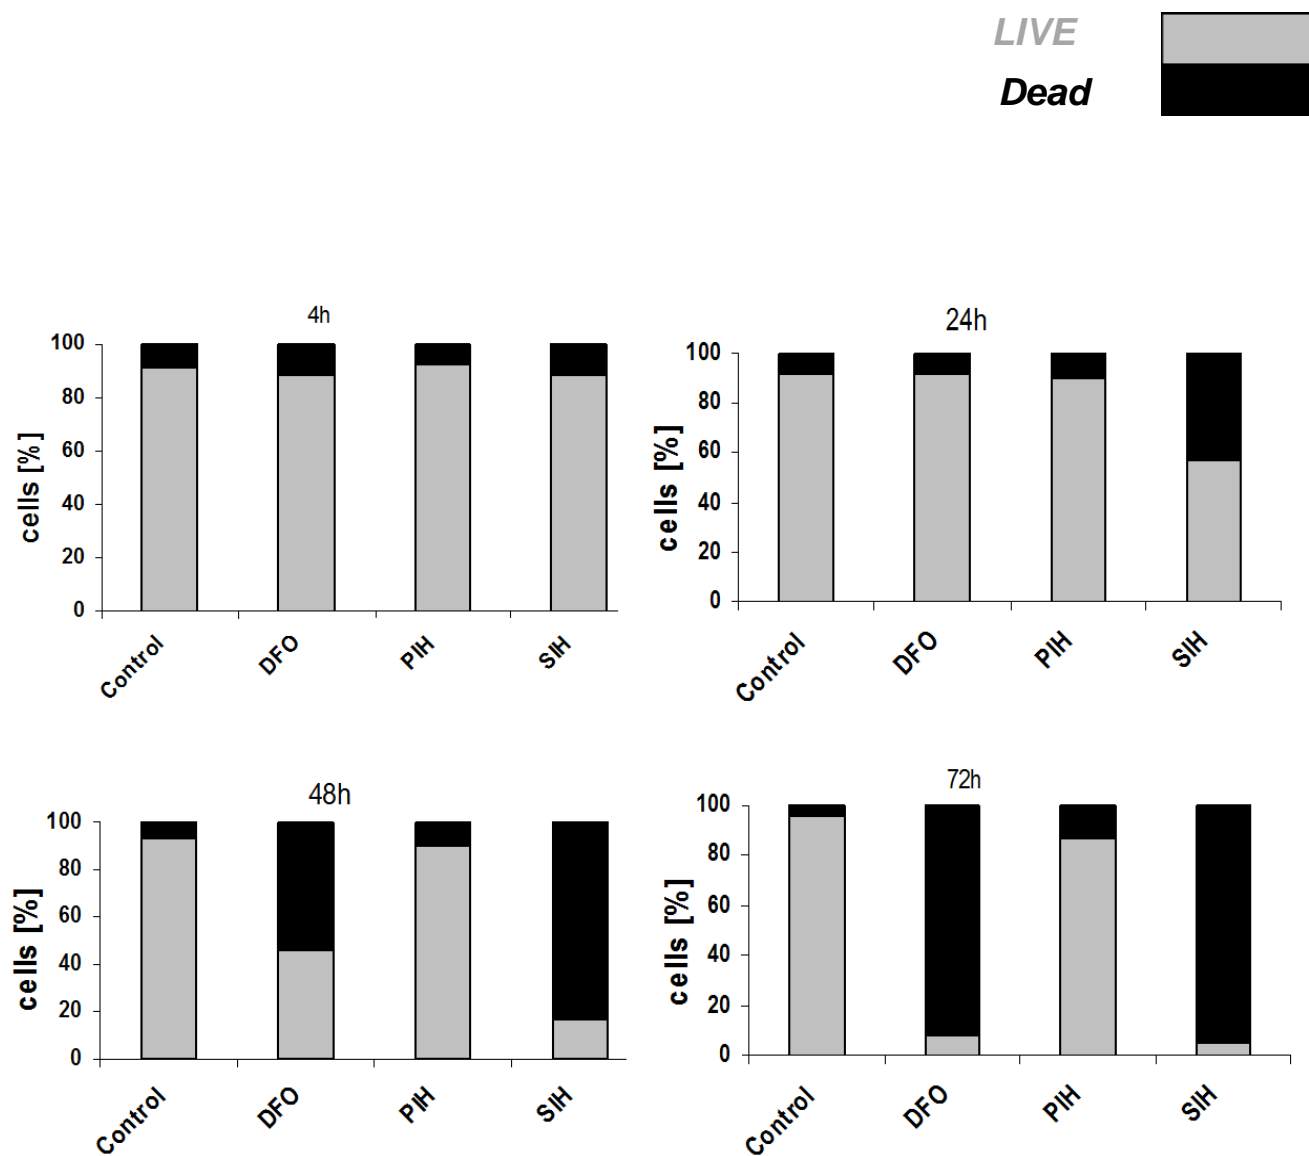 LIVE
Dead
4h
100
80
60
40
20
0
cells [%]
Control
DFO
PIH
SIH
24h
100
80
60
40
20
0
cells [%]
Control
DFO
PIH
SIH
48h
100
80
60
40
20
0
cells [%]
Control
DFO
PIH
SIH
72h
100
80
60
40
20
0
cells [%]
Control
DFO
PIH
SIH